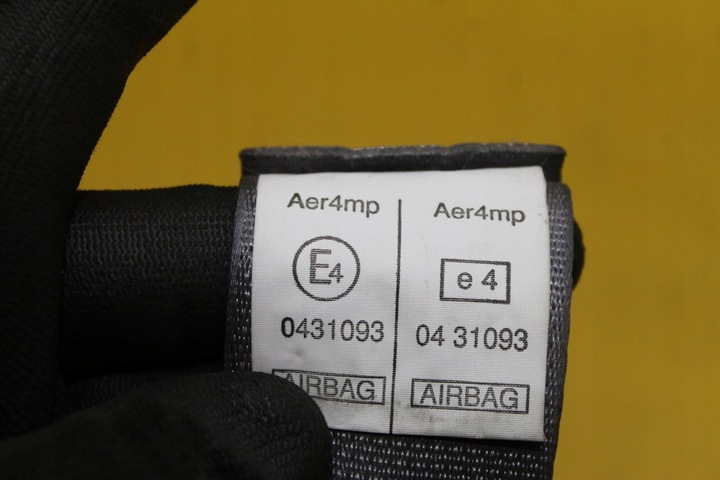 Aer4mp
E4
0431093
AIRBAG
Aer4mp
e 4
04 31093
AIRBAG